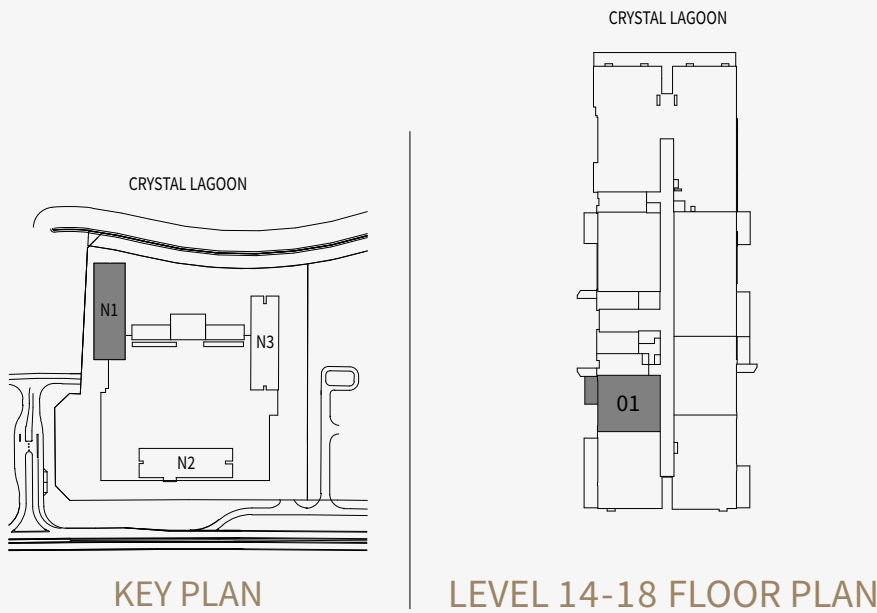 CRYSTAL LAGOON
N1
N3
N2
KEY PLAN
CRYSTAL LAGOON
01
LEVEL 14-18 FLOOR PLAN